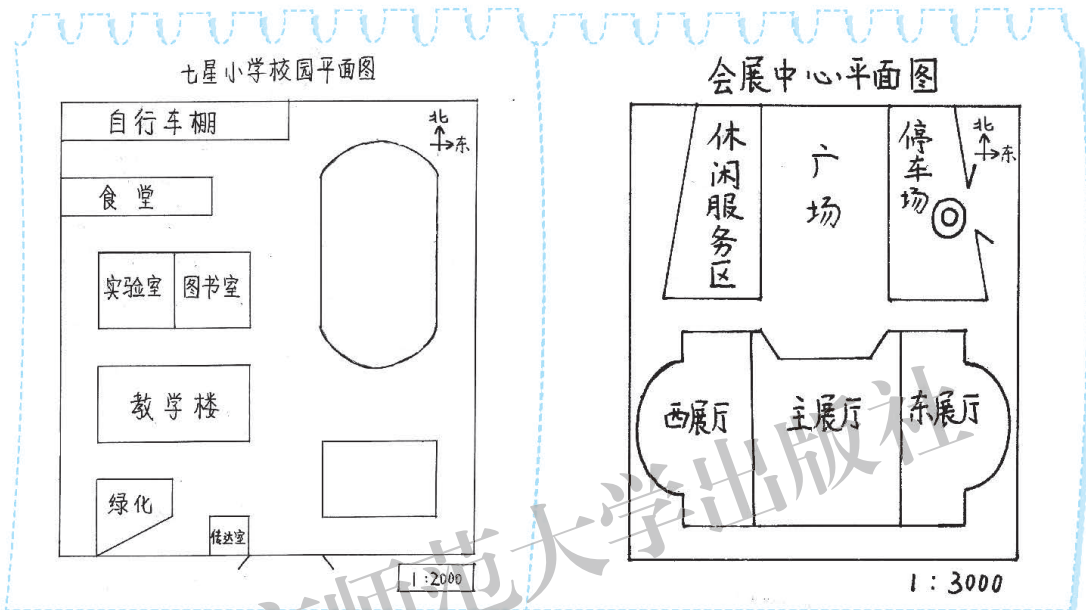 七星小学校园平面图
北
东
自行车棚
食堂
实验室 图书室
教学楼
绿化
传达室
1:2000
会展中心平面图
北
东
休闲服务区
广场
停车场
西展厅 主展厅 东展厅
1:3000
师范大学出版社